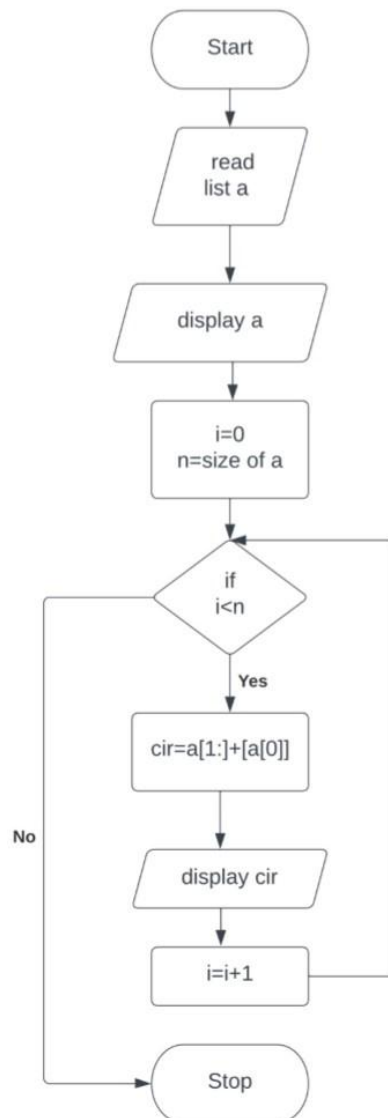 Start
read
list a
display a
i=0
n=size of a
if
i<n
Yes
cir=a[1:]+[a[0]]
No
display cir
i=i+1
Stop